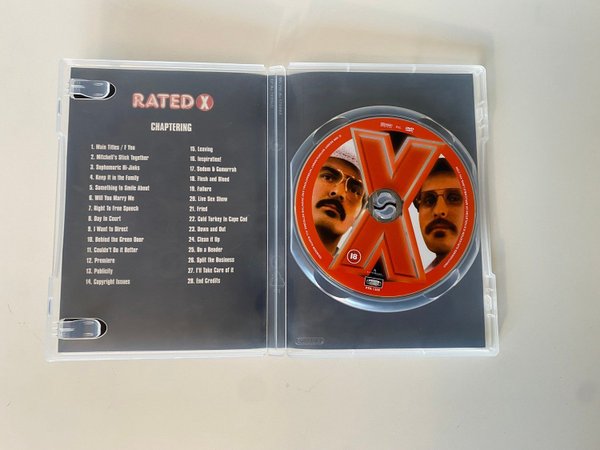 RATED X
CHAPTERING
1. Main Titles / F You
2. Mitchell's Stick Together
3. Sophomoric Hi-Jinks
4. Keep It in the Family
5. Something to Smile About
6. Will You Marry Me
7. Right To Free Speech
8. Day in Court
9. I Want to Direct
10. Behind the Green Door
11. Couldn't Do It Better
12. Premiere
13. Publicity
14. Copyright Issues
15. Leaving
16. Inspiration!
17. Sodom & Gomorrah
18. Flesh and Blood
19. Failure
20. Live Sex Show
21. Fried
22. Cold Turkey in Cape Cod
23. Down and Out
24. Clean it Up
25. On a Bender
26. Split the Business
27. I'll Take Care of it
28. End Credits
X
18